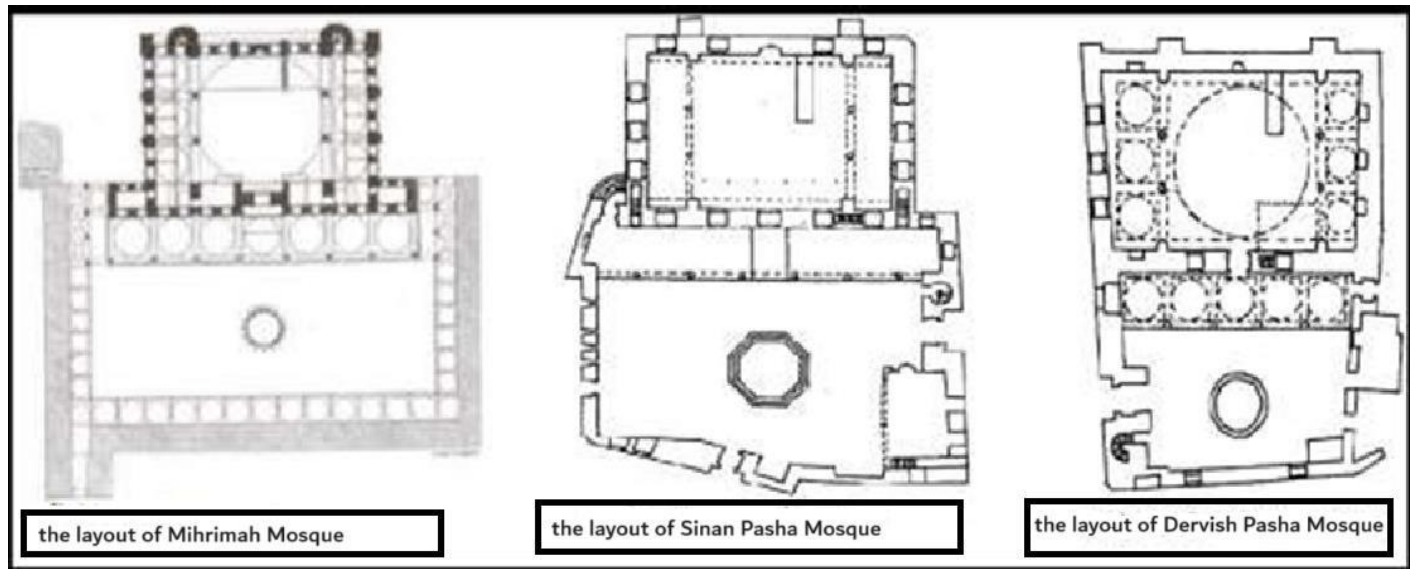 the layout of Mihrimah Mosque
the layout of Sinan Pasha Mosque
the layout of Dervish Pasha Mosque